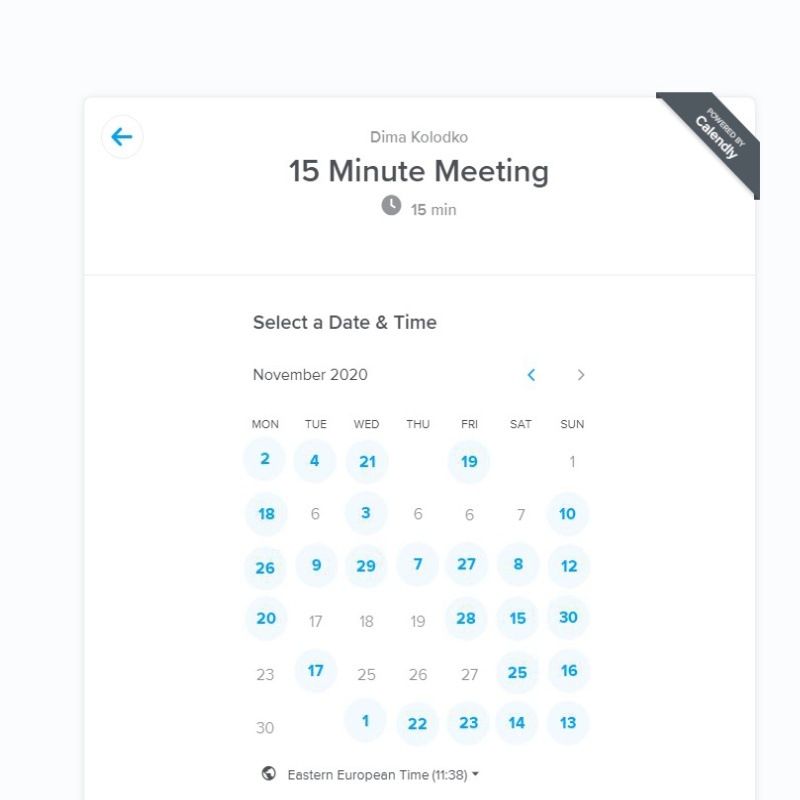 POWERED BY
Calendly
Dima Kolodko
15 Minute Meeting
15 min
Select a Date & Time
November 2020
MON TUE WED THU FRI SAT SUN
2 4 21 19 1
18 6 3 6 6 7 10
26 9 29 7 27 8 12
20 17 18 19 28 15 30
23 17 25 26 27 25 16
30 1 22 23 14 13
Eastern European Time (11:38)